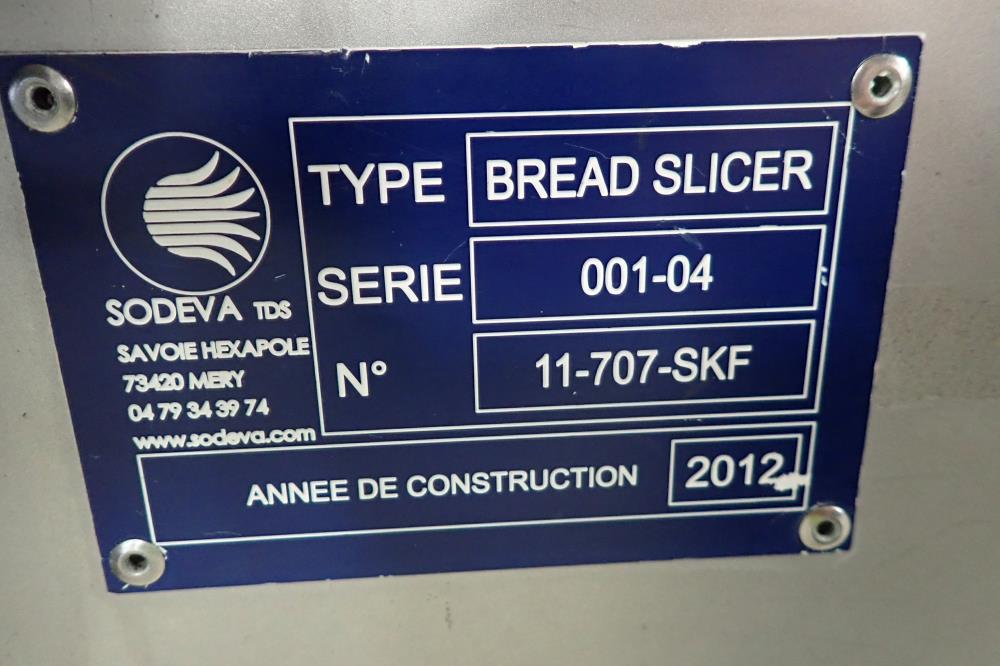 SODEVA TDS
SAVOIE HEXAPOLE
73420 MERY
04 79 34 39 74
www.sodeva.com
TYPE BREAD SLICER
SERIE 001-04
N° 11-707-SKF
ANNEE DE CONSTRUCTION 2012